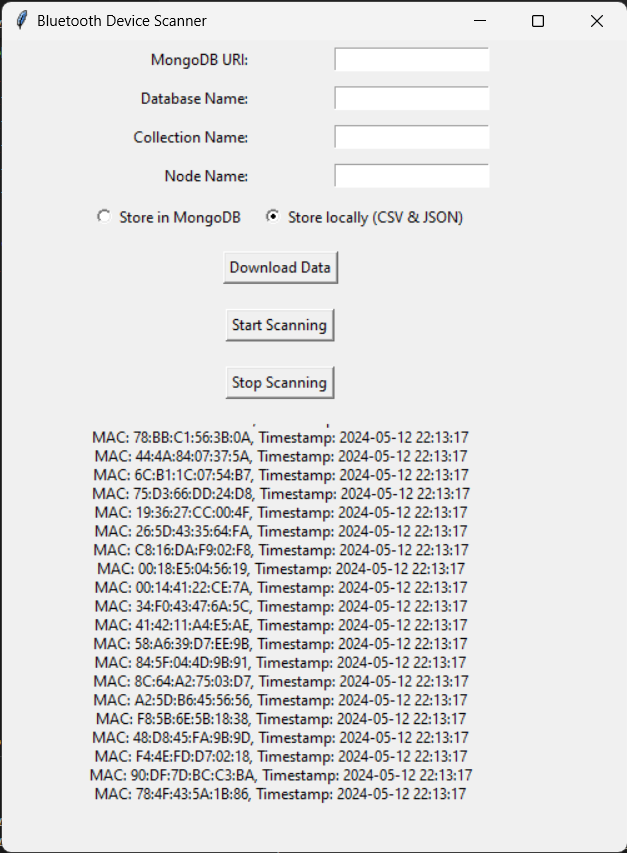 Bluetooth Device Scanner
MongoDB URI:
Database Name:
Collection Name:
Node Name:
Store in MongoDB Store locally (CSV & JSON)
Download Data
Start Scanning
Stop Scanning
MAC: 78:BB:C1:56:3B:0A, Timestamp: 2024-05-12 22:13:17
MAC: 44:4A:84:07:37:5A, Timestamp: 2024-05-12 22:13:17
MAC: 6C:B1:1C:07:54:B7, Timestamp: 2024-05-12 22:13:17
MAC: 75:D3:66:DD:24:D8, Timestamp: 2024-05-12 22:13:17
MAC: 19:36:27:CC:00:4F, Timestamp: 2024-05-12 22:13:17
MAC: 26:5D:43:35:64:FA, Timestamp: 2024-05-12 22:13:17
MAC: C8:16:DA:F9:02:F8, Timestamp: 2024-05-12 22:13:17
MAC: 00:18:E5:04:56:19, Timestamp: 2024-05-12 22:13:17
MAC: 00:14:41:22:CE:7A, Timestamp: 2024-05-12 22:13:17
MAC: 34:F0:43:47:6A:5C, Timestamp: 2024-05-12 22:13:17
MAC: 41:42:11:A4:E5:AE, Timestamp: 2024-05-12 22:13:17
MAC: 58:A6:39:D7:EE:9B, Timestamp: 2024-05-12 22:13:17
MAC: 84:5F:04:4D:9B:91, Timestamp: 2024-05-12 22:13:17
MAC: 8C:64:A2:75:03:D7, Timestamp: 2024-05-12 22:13:17
MAC: A2:5D:B6:45:56:56, Timestamp: 2024-05-12 22:13:17
MAC: F8:5B:6E:5B:18:38, Timestamp: 2024-05-12 22:13:17
MAC: 48:D8:45:FA:9B:9D, Timestamp: 2024-05-12 22:13:17
MAC: F4:4E:FD:D7:02:18, Timestamp: 2024-05-12 22:13:17
MAC: 90:DF:7D:BC:C3:BA, Timestamp: 2024-05-12 22:13:17
MAC: 78:4F:43:5A:1B:86, Timestamp: 2024-05-12 22:13:17